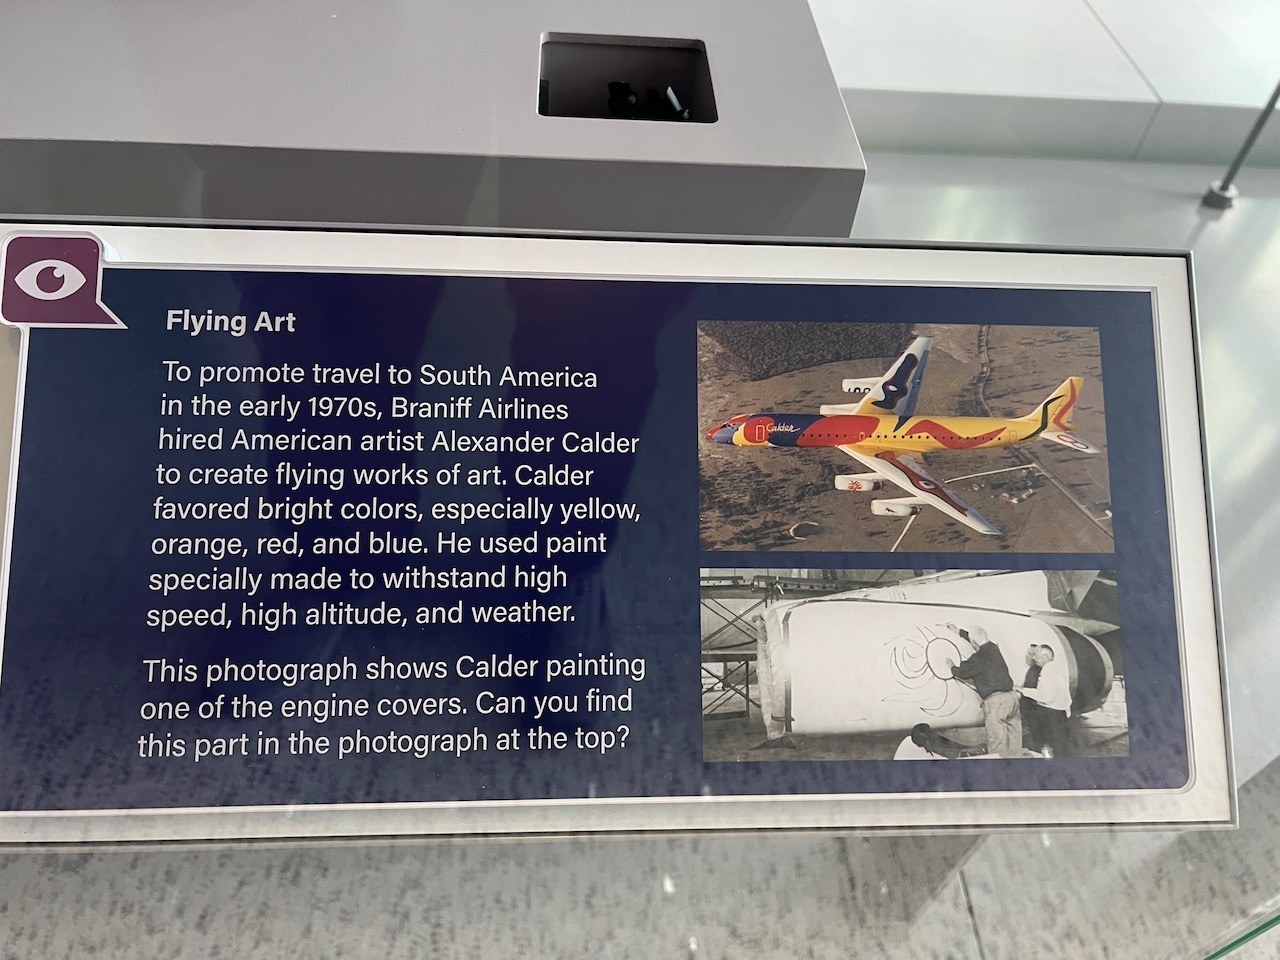 Flying Art
To promote travel to South America
in the early 1970s, Braniff Airlines
hired American artist Alexander Calder
to create flying works of art. Calder
favored bright colors, especially yellow,
orange, red, and blue. He used paint
specially made to withstand high
speed, high altitude, and weather.
This photograph shows Calder painting
one of the engine covers. Can you find
this part in the photograph at the top?
Calder